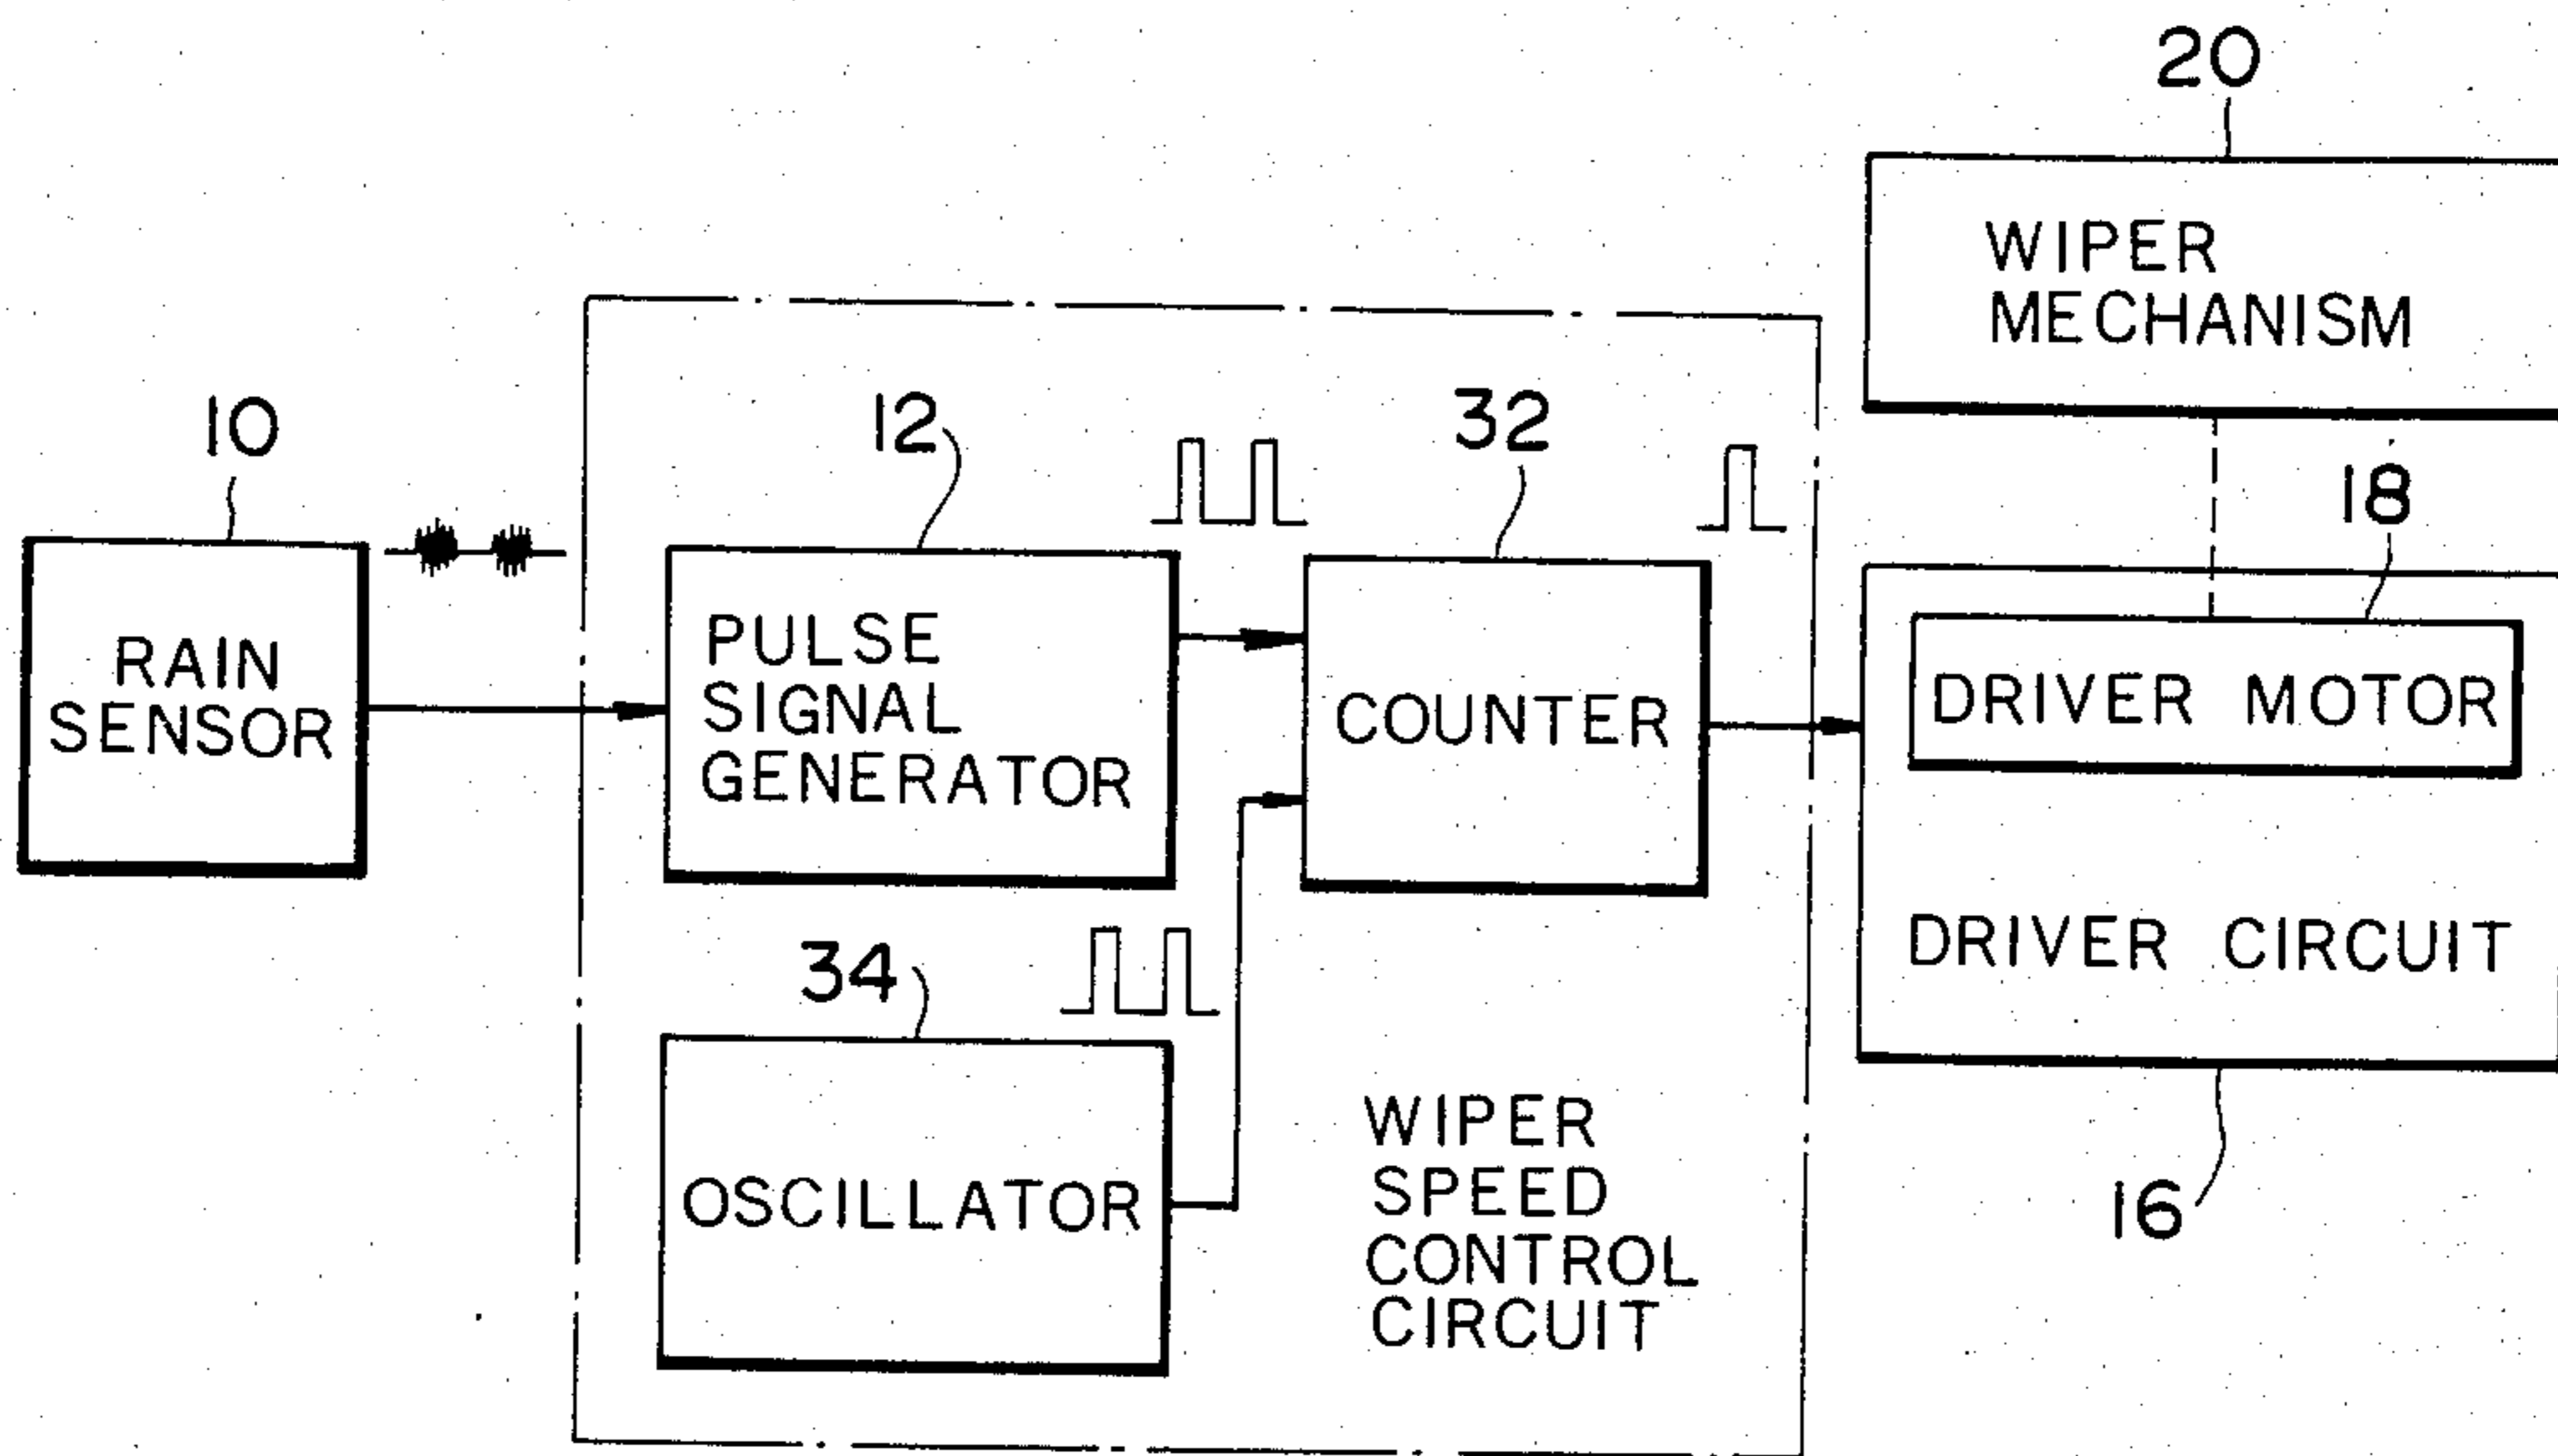 20
WIPER
MECHANISM
10
12
32
18
RAIN
SENSOR
PULSE
SIGNAL
GENERATOR
COUNTER
DRIVER MOTOR
DRIVER CIRCUIT
34
OSCILLATOR
WIPER
SPEED
CONTROL
CIRCUIT
16